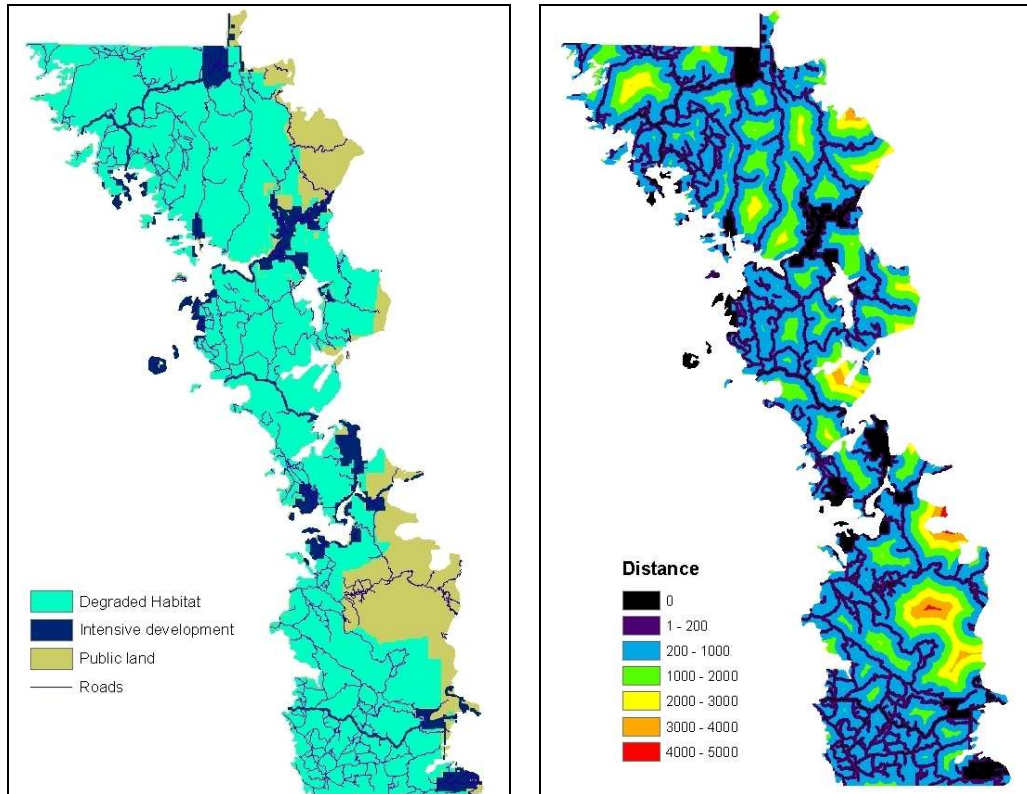 Degraded Habitat
Intensive development
Public land
Roads
Distance
0
1 - 200
200 - 1000
1000 - 2000
2000 - 3000
3000 - 4000
4000 - 5000